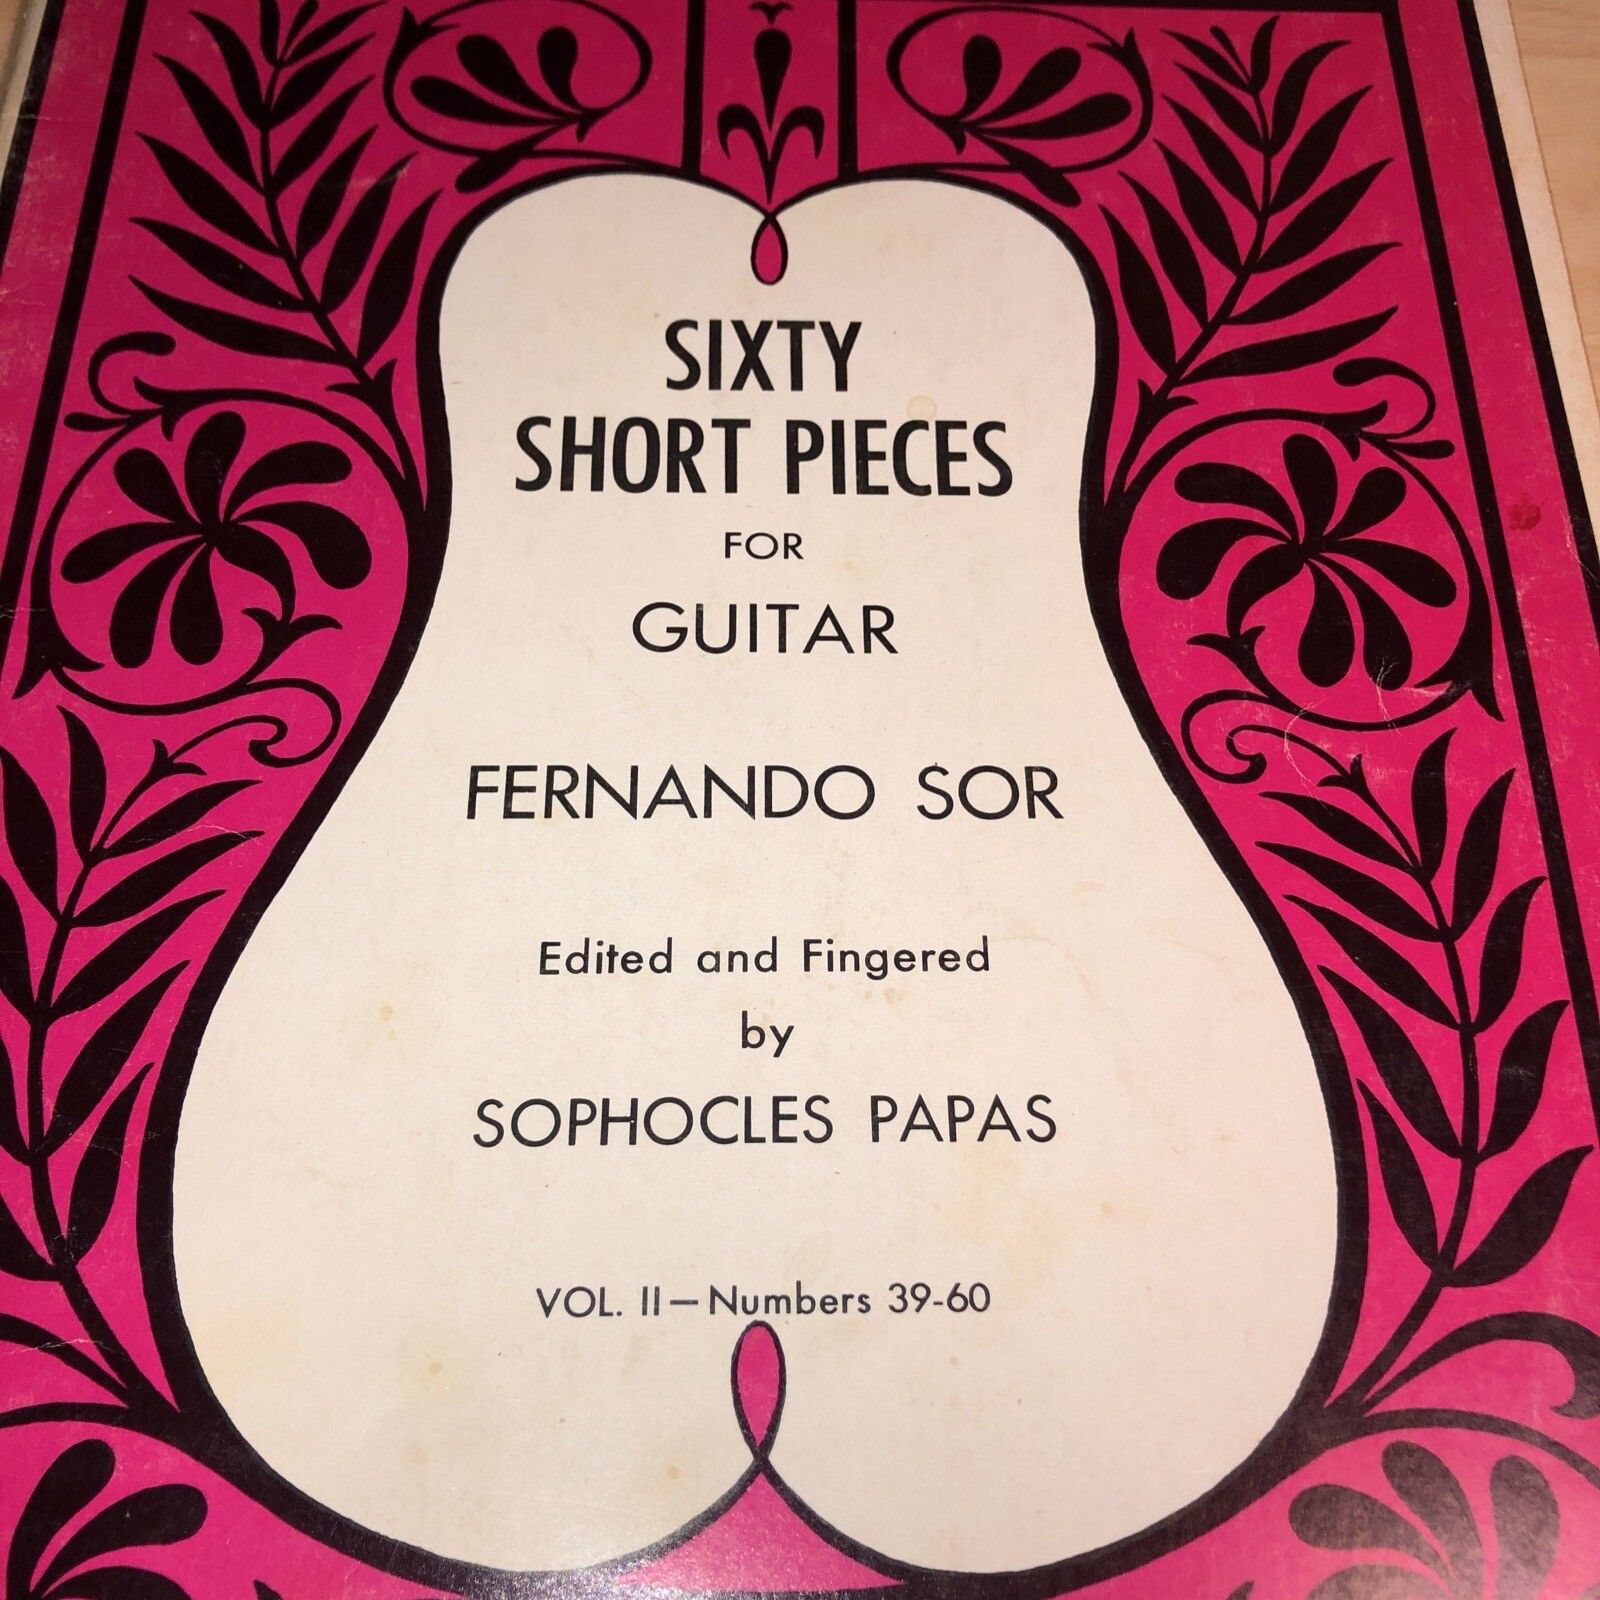 SIXTY
SHORT PIECES
FOR
GUITAR
FERNANDO SOR
Edited and Fingered
by
SOPHOCLES PAPAS
VOL. II — Numbers 39-60